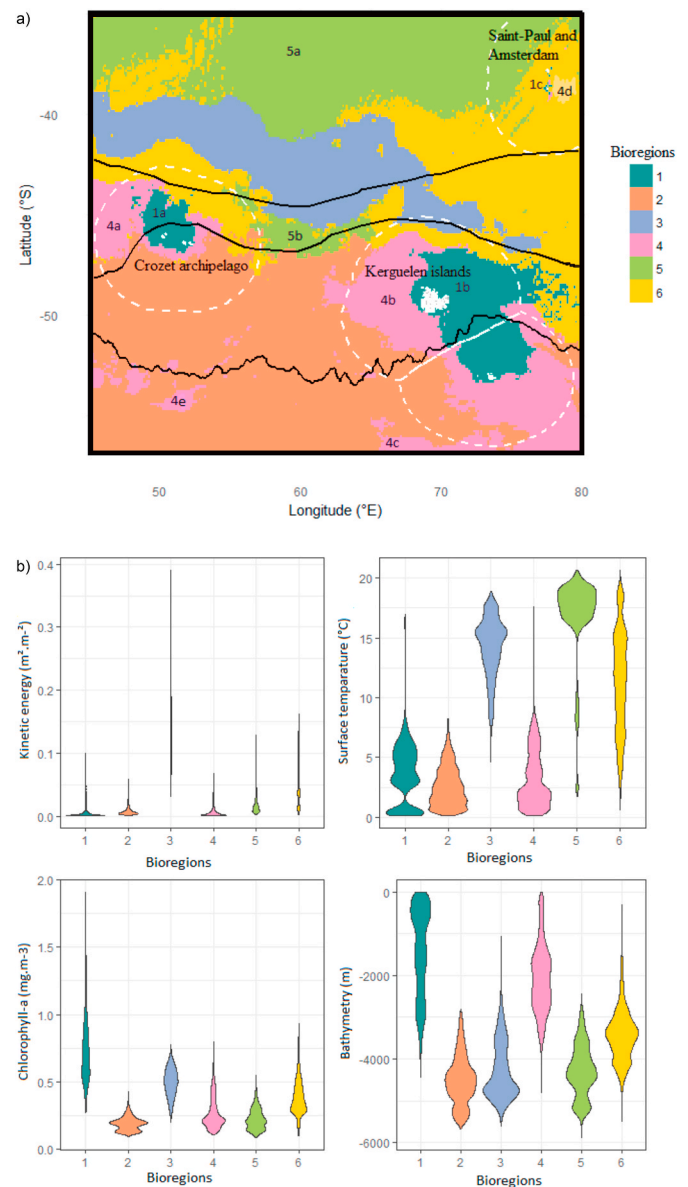 a)
Saint-Paul and
Amsterdam
5a
1c
4d
-40
Bioregions
1
2
3
4
5
6
Latitude (°S)
4a
1a
5b
Crozet archipelago
Kerguelen islands
1b
4b
-50
4e
4c
50
60
70
80
Longitude (°E)
b)
0.4
0.3
0.2
0.1
0.0
Kinetic energy (m².m-²)
1 2 3 4 5 6
Bioregions
20
15
10
5
0
Surface temparature (°C)
1 2 3 4 5 6
Bioregions
2.0
1.5
1.0
0.5
0.0
Chlorophyll-a (mg.m-3)
1 2 3 4 5 6
Bioregions
0
-2000
-4000
-6000
Bathymetry (m)
1 2 3 4 5 6
Bioregions